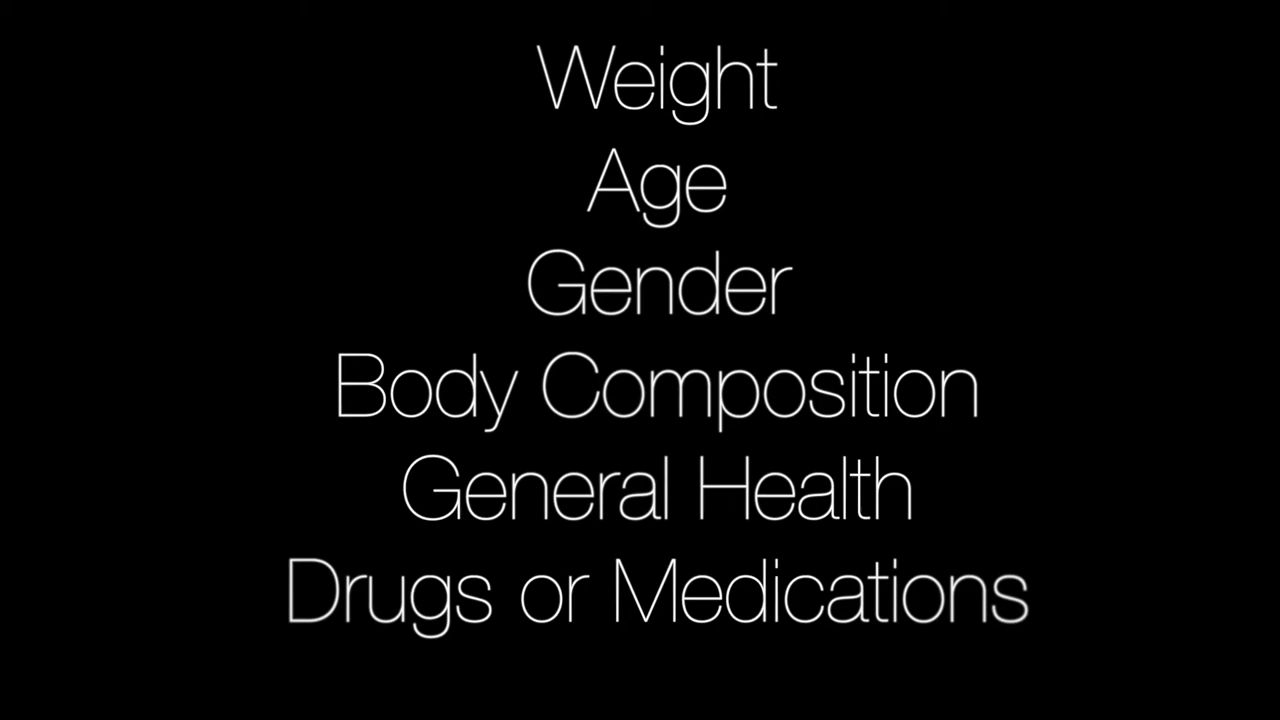 Weight
Age
Gender
Body Composition
General Health
Drugs or Medications